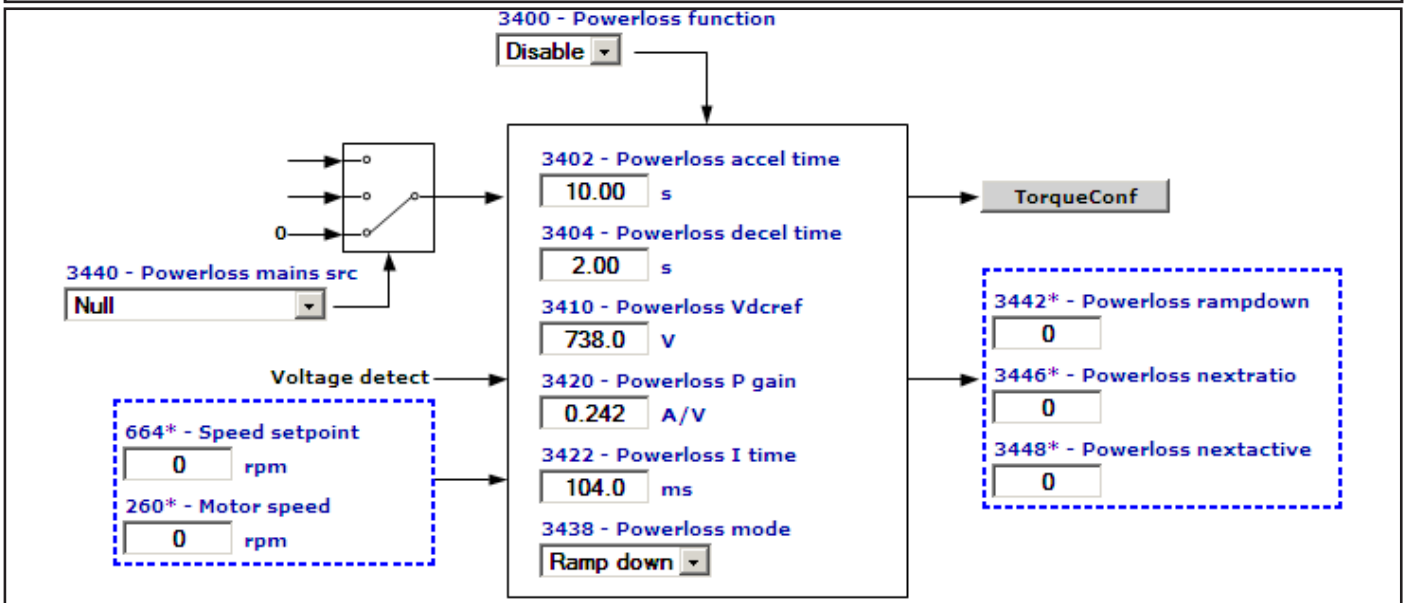 3400 - Powerloss function
Disable
3402 - Powerloss accel time
10.00 s
TorqueConf
3404 - Powerloss decel time
0
2.00 s
3440 - Powerloss mains src
Null
3410 - Powerloss Vdcref
738.0 V
3442* - Powerloss rampdown
0
Voltage detect
3420 - Powerloss P gain
0.242 A/V
3446* - Powerloss nextratio
0
664* - Speed setpoint
0 rpm
3422 - Powerloss I time
104.0 ms
3448* - Powerloss nextactive
0
260* - Motor speed
0 rpm
3438 - Powerloss mode
Ramp down